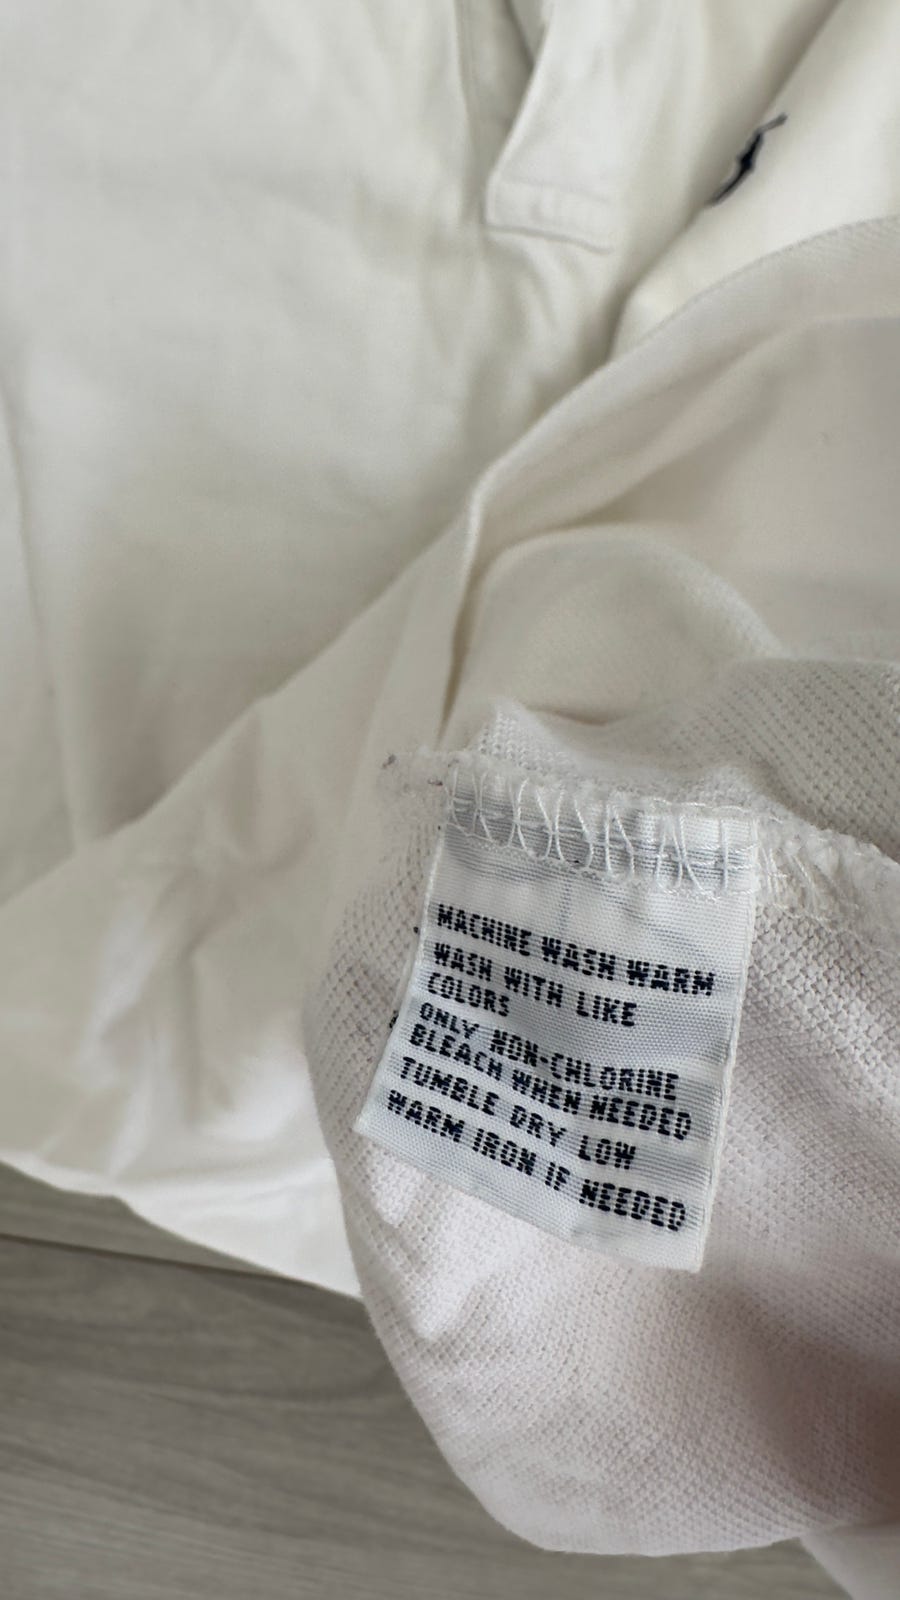 MACHINE WASH WARM
WASH WITH LIKE
COLORS
ONLY NON-CHLORINE
BLEACH WHEN NEEDED
TUMBLE DRY LOW
WARM IRON IF NEEDED